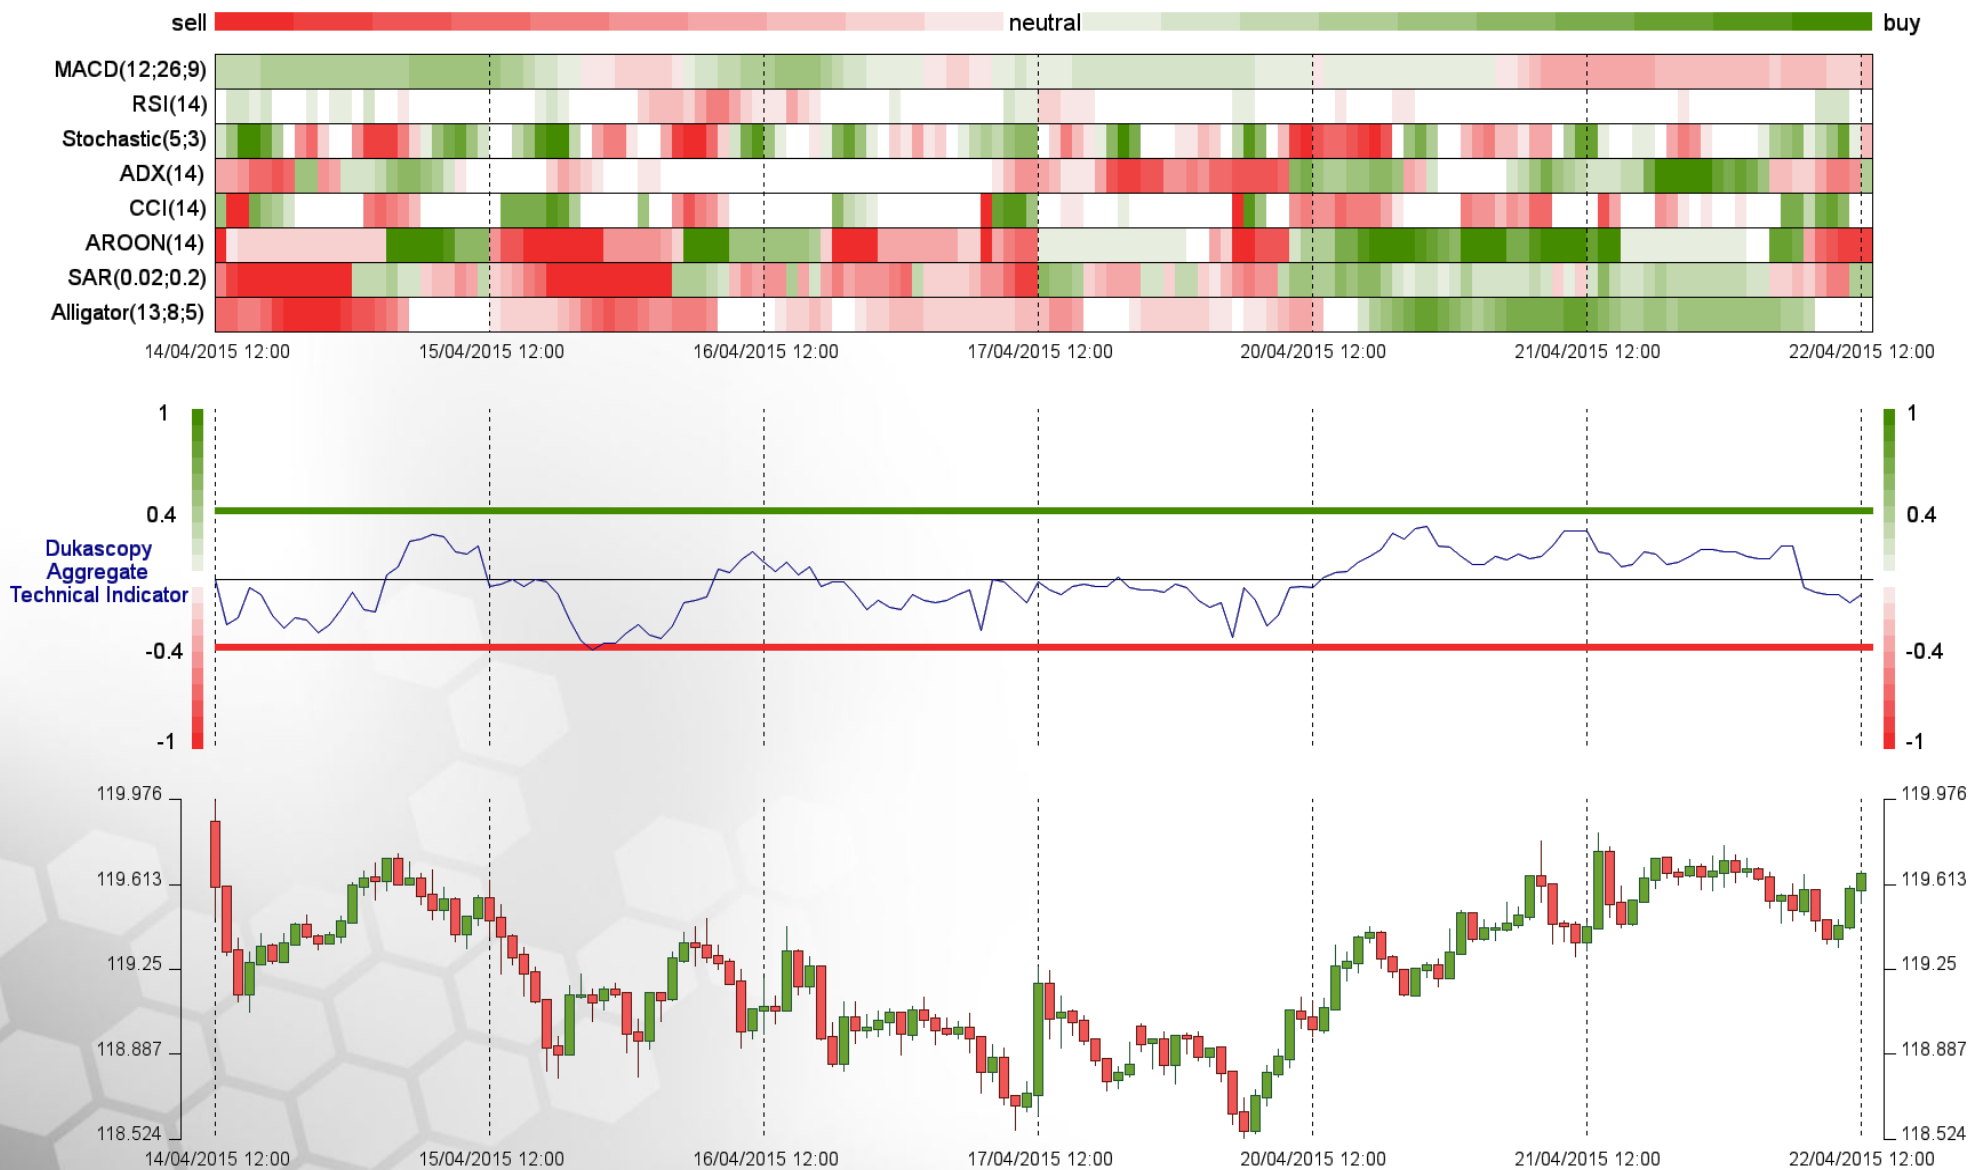 sell neutral buy
MACD(12;26;9)
RSI(14)
Stochastic(5;3)
ADX(14)
CCI(14)
AROON(14)
SAR(0.02;0.2)
Alligator(13;8;5)
14/04/2015 12:00 15/04/2015 12:00 16/04/2015 12:00 17/04/2015 12:00 20/04/2015 12:00 21/04/2015 12:00 22/04/2015 12:00
1 1
0.4 0.4
Dukascopy
Aggregate
Technical Indicator
-0.4 -0.4
-1 -1
119.976 119.976
119.613 119.613
119.25 119.25
118.887 118.887
118.524 118.524
14/04/2015 12:00 15/04/2015 12:00 16/04/2015 12:00 17/04/2015 12:00 20/04/2015 12:00 21/04/2015 12:00 22/04/2015 12:00